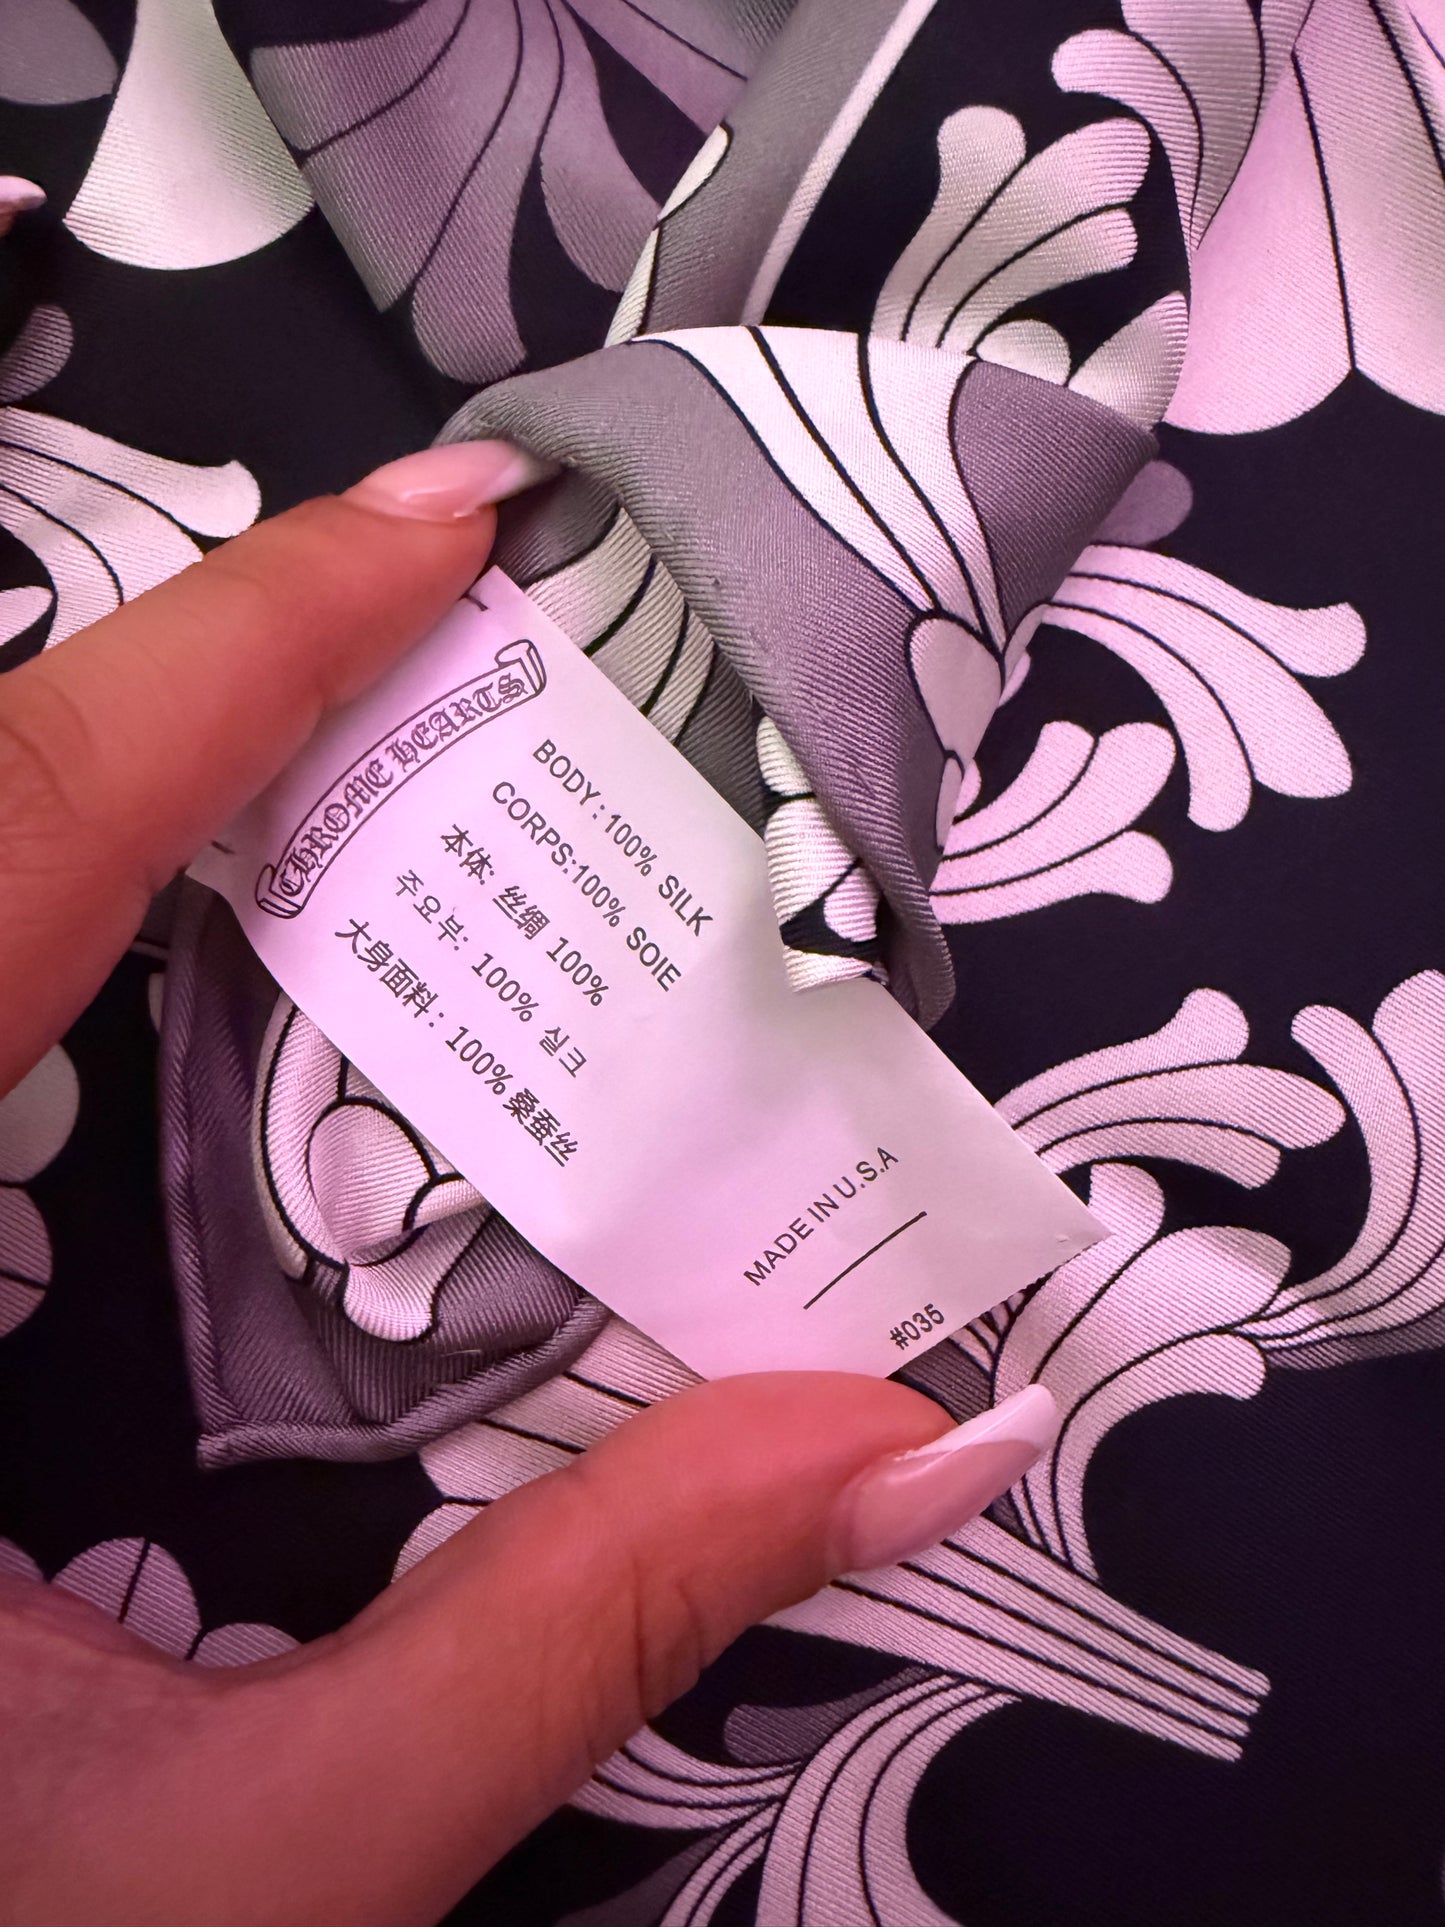 CHROME HEARTS
BODY: 100% SILK
CORPS:100% SOIE
本体: 丝绸 100%
주요부: 100% 실크
大身面料: 100% 桑蚕丝
MADE IN U.S.A
#035